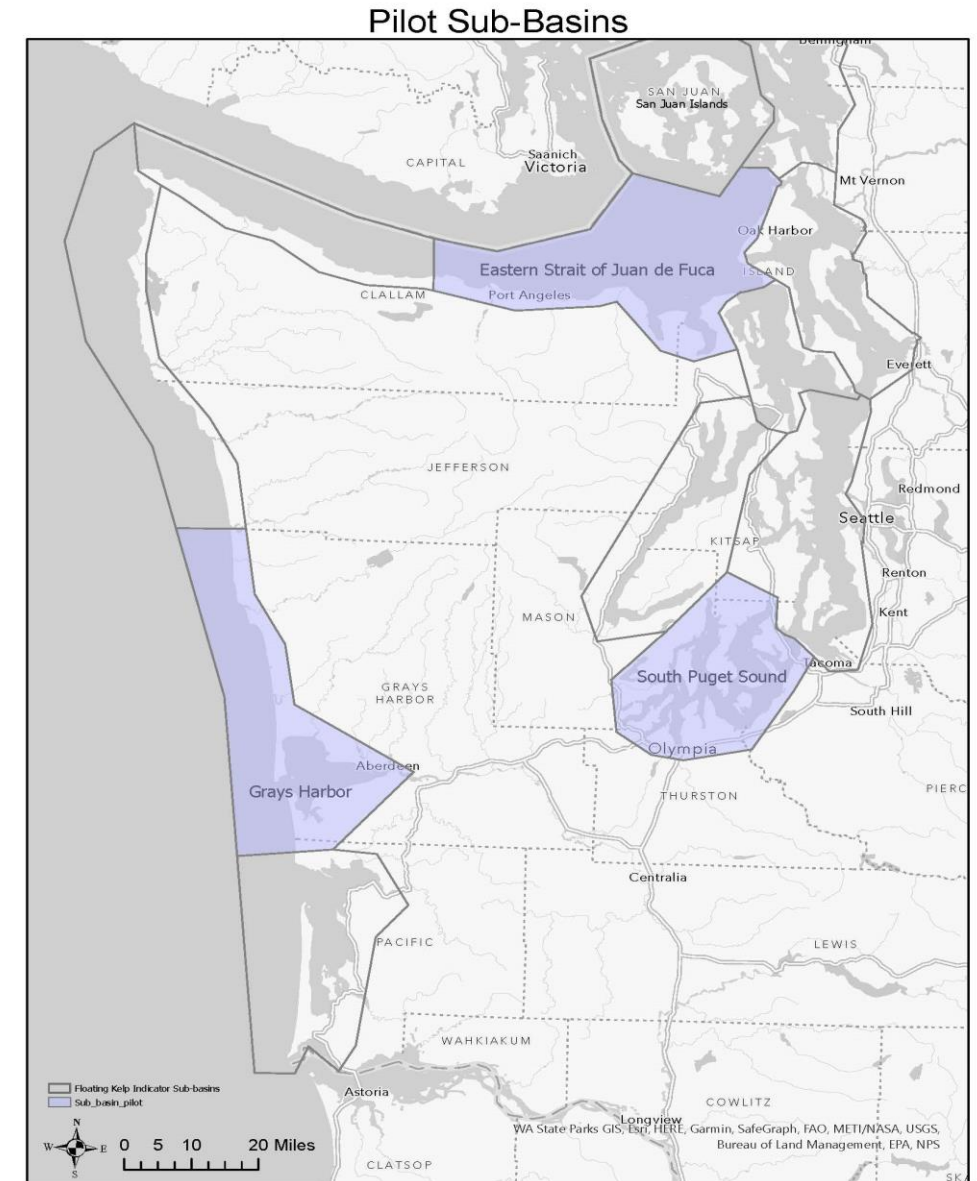 Pilot Sub-Basins
Bellingham
SAN JUAN
San Juan Islands
CAPITAL
Saanich
Victoria
Mt Vernon
Oak Harbor
Eastern Strait of Juan de Fuca
ISLAND
CLALLAM
Port Angeles
Everett
JEFFERSON
Redmond
Seattle
KITSAP
Renton
MASON
Kent
Tacoma
South Puget Sound
GRAYS
HARBOR
South Hill
Olympia
Aberdeen
Grays Harbor
THURSTON
PIERC
Centralia
PACIFIC
LEWIS
WAHKIAKUM
Floating Kelp Indicator Sub-basins
Sub_basin_pilot
Astoria
COWLITZ
Longview
WA State Parks GIS, Esri, HERE, Garmin, SafeGraph, FAO, METI/NASA, USGS,
Bureau of Land Management, EPA, NPS
N
W E
S
0 5 10 20 Miles
CLATSOP
SKA